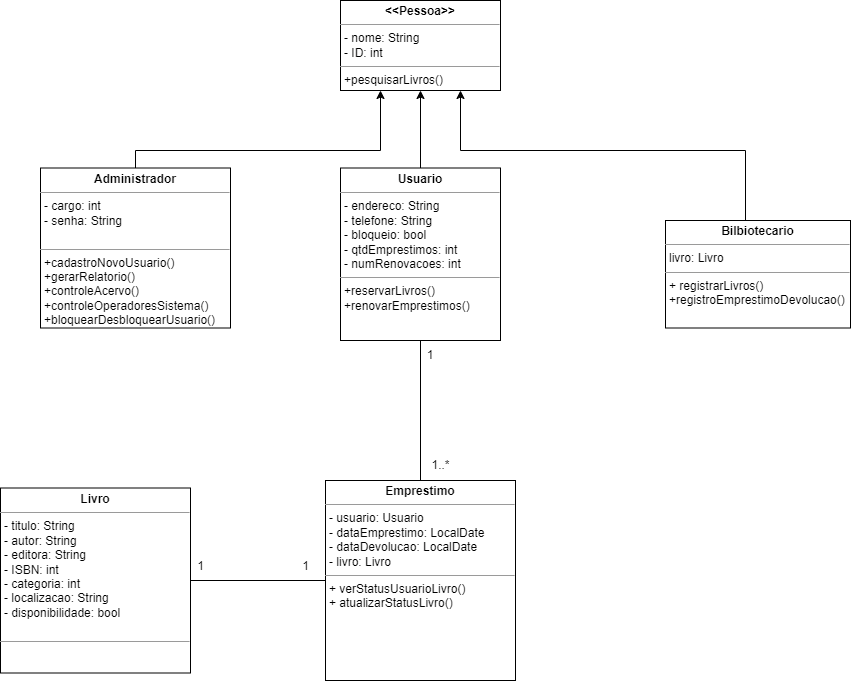 <<Pessoa>>
- nome: String
- ID: int
+pesquisarLivros()
Administrador
- cargo: int
- senha: String
+cadastroNovoUsuario()
+gerarRelatorio()
+controleAcervo()
+controleOperadoresSistema()
+bloquearDesbloquearUsuario()
Usuario
- endereco: String
- telefone: String
- bloqueio: bool
- qtdEmprestimos: int
- numRenovacoes: int
+reservarLivros()
+renovarEmprestimos()
Bilbiotecario
livro: Livro
+ registrarLivros()
+registroEmprestimoDevolucao()
1
1..*
Livro
- titulo: String
- autor: String
- editora: String
- ISBN: int
- categoria: int
- localizacao: String
- disponibilidade: bool
1
1
Emprestimo
- usuario: Usuario
- dataEmprestimo: LocalDate
- dataDevolucao: LocalDate
- livro: Livro
+ verStatusUsuarioLivro()
+ atualizarStatusLivro()